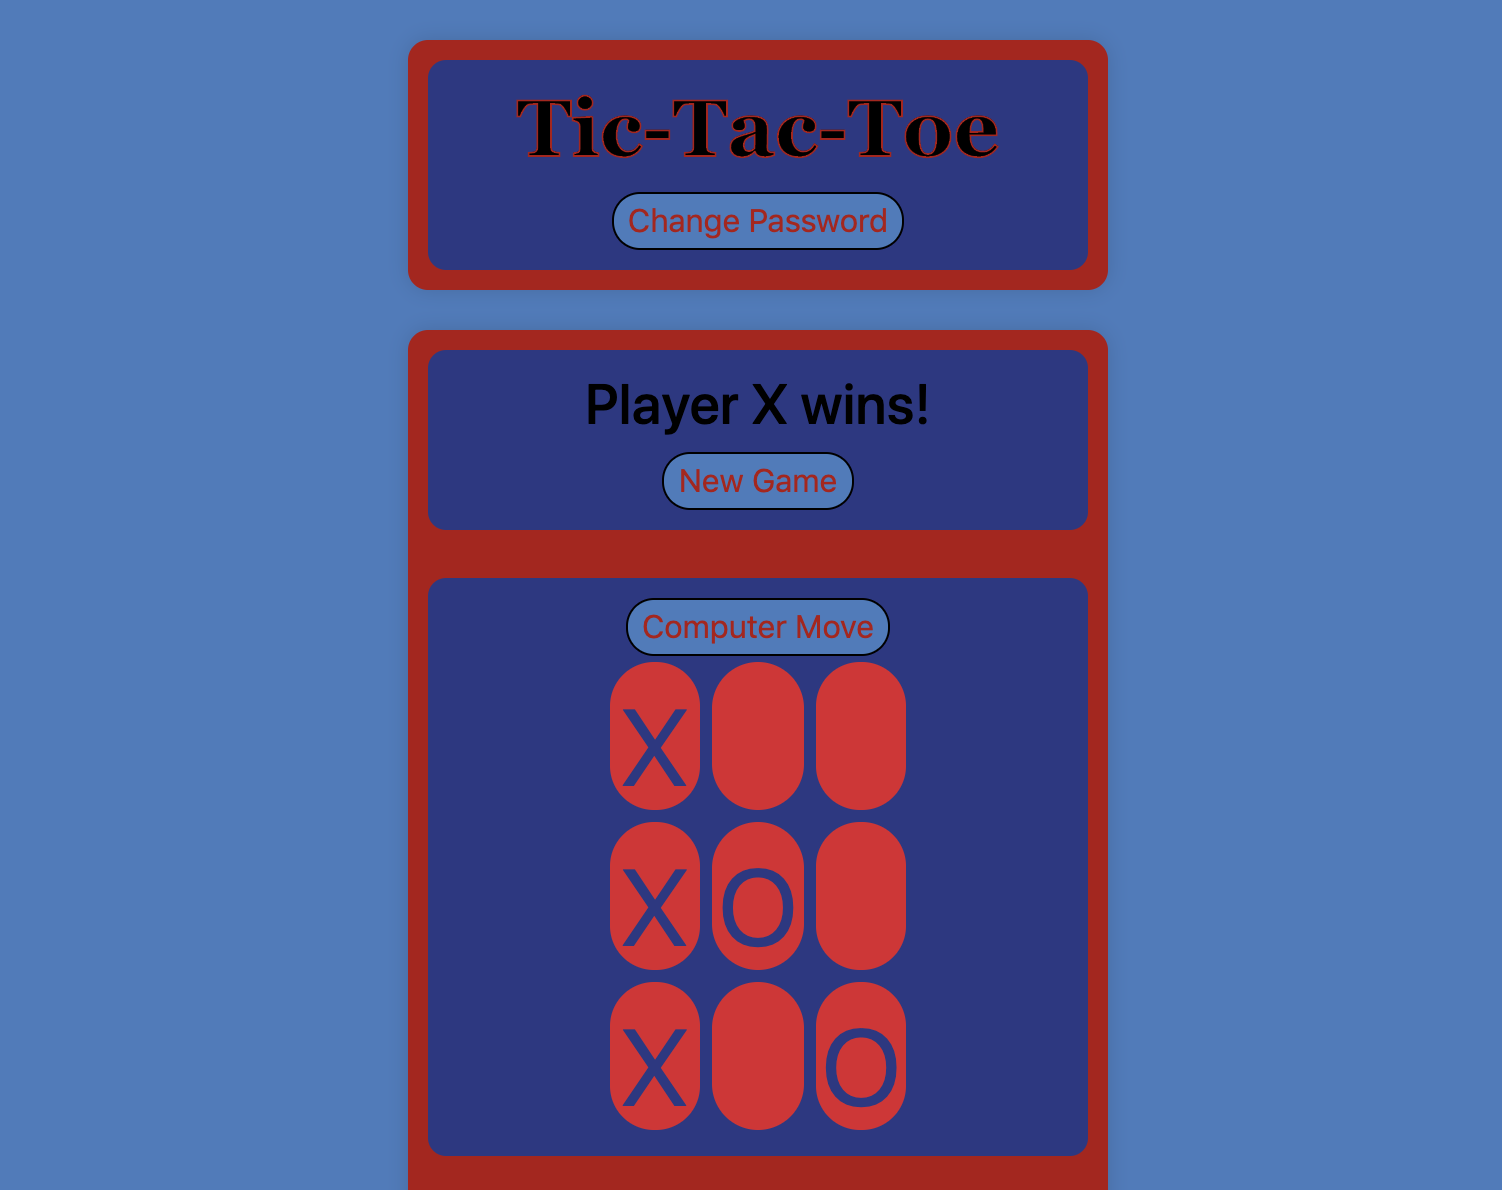 Tic-Tac-Toe
Change Password
Player X wins!
New Game
Computer Move
X
X O
X O